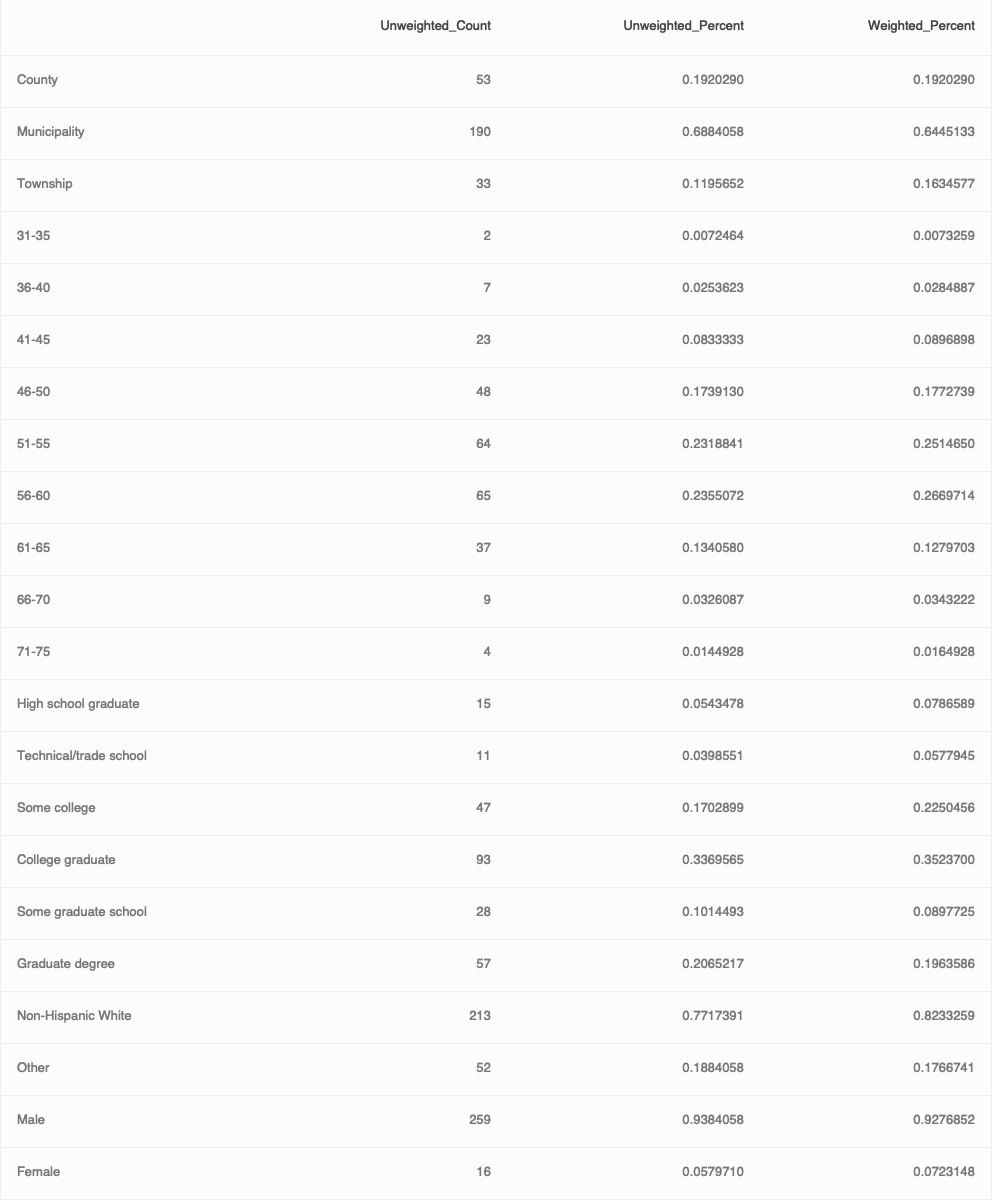 Unweighted_Count Unweighted_Percent Weighted_Percent
County 53 0.1920290 0.1920290
Municipality 190 0.6884058 0.6445133
Township 33 0.1195652 0.1634577
31-35 2 0.0072464 0.0073259
36-40 7 0.0253623 0.0284887
41-45 23 0.0833333 0.0896898
46-50 48 0.1739130 0.1772739
51-55 64 0.2318841 0.2514650
56-60 65 0.2355072 0.2669714
61-65 37 0.1340580 0.1279703
66-70 9 0.0326087 0.0343222
71-75 4 0.0144928 0.0164928
High school graduate 15 0.0543478 0.0786589
Technical/trade school 11 0.0398551 0.0577945
Some college 47 0.1702899 0.2250456
College graduate 93 0.3369565 0.3523700
Some graduate school 28 0.1014493 0.0897725
Graduate degree 57 0.2065217 0.1963586
Non-Hispanic White 213 0.7717391 0.8233259
Other 52 0.1884058 0.1766741
Male 259 0.9384058 0.9276852
Female 16 0.0579710 0.0723148